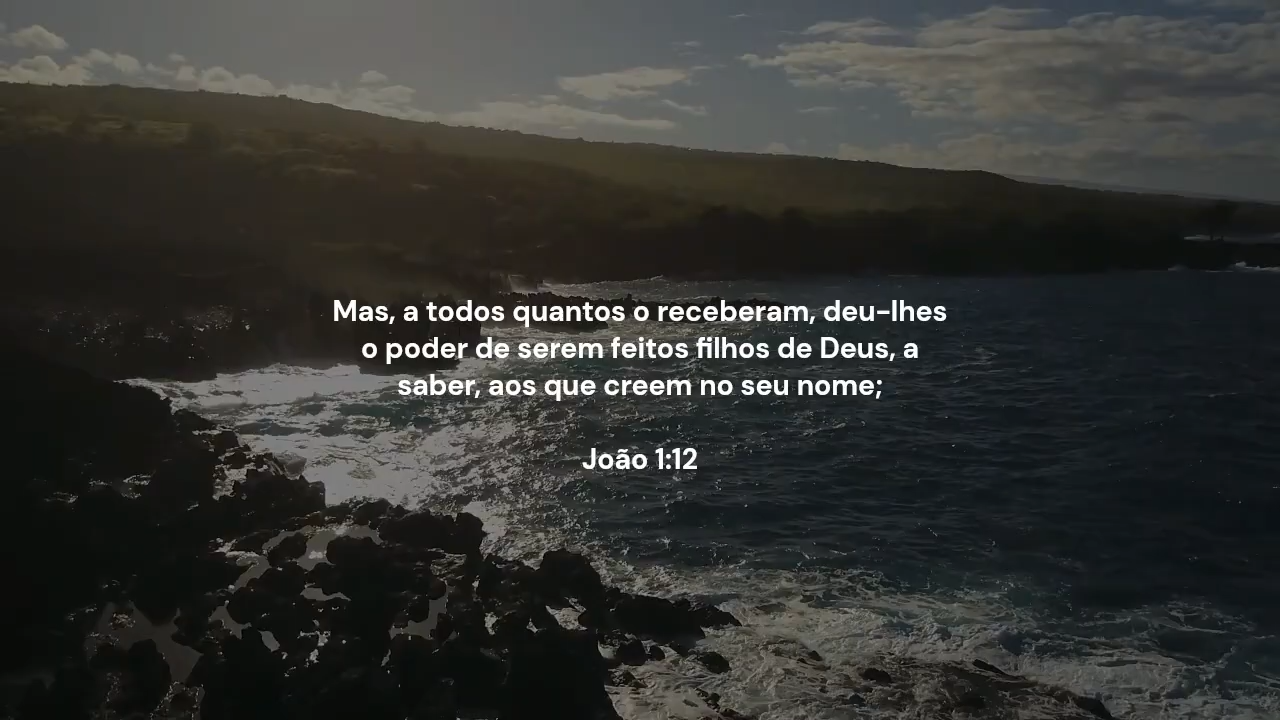 Mas, a todos quantos o receberam, deu-lhes
o poder de serem feitos filhos de Deus, a
saber, aos que creem no seu nome;
João 1:12